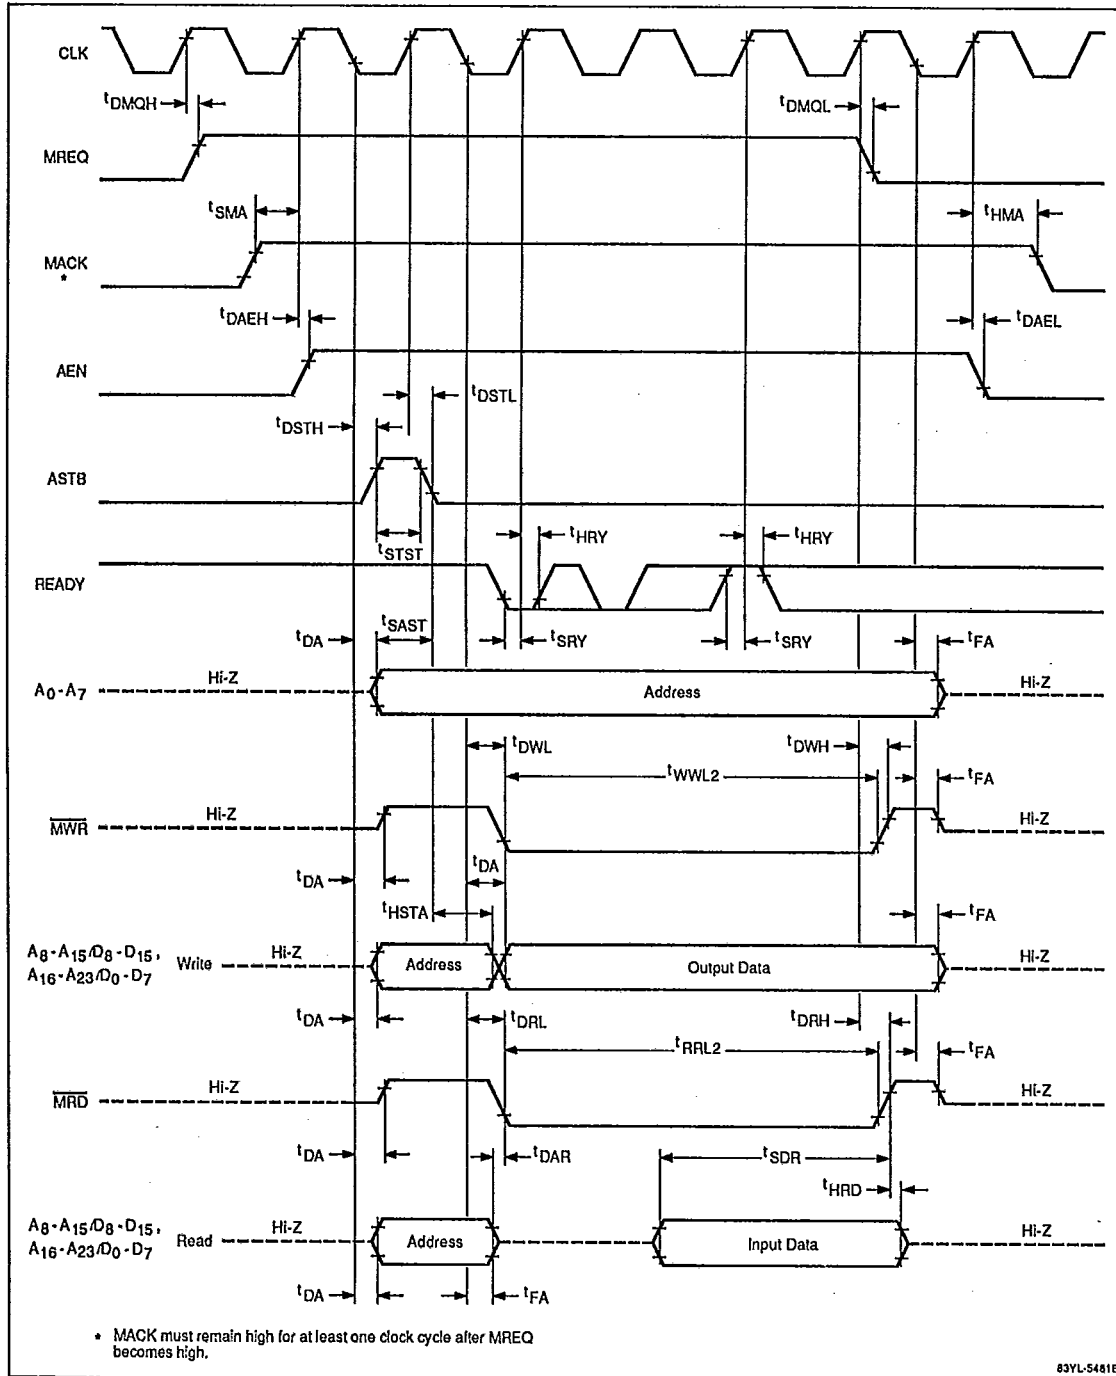 CLK
tDMQH
tDMQL
MREQ
tSMA
tHMA
MACK
*
tDAEH
tDAEL
AEN
tDSTL
tDSTH
ASTB
tSTST
tHRY
tHRY
READY
tDA
tSAST
tSRY
tSRY
tFA
A0-A7
Hi-Z
Address
Hi-Z
tDWL
tDWH
tWWL2
tFA
MWR
Hi-Z
Hi-Z
tDA
tDA
tHSTA
tFA
A8-A15/D8-D15,
A16-A23/D0-D7
Write
Hi-Z
Address
Output Data
Hi-Z
tDA
tDRL
tDRH
tRRL2
tFA
MRD
Hi-Z
Hi-Z
tDA
tDAR
tSDR
tHRD
A8-A15/D8-D15,
A16-A23/D0-D7
Read
Hi-Z
Address
Input Data
Hi-Z
tDA
tFA
* MACK must remain high for at least one clock cycle after MREQ
becomes high.
83YL-5481B